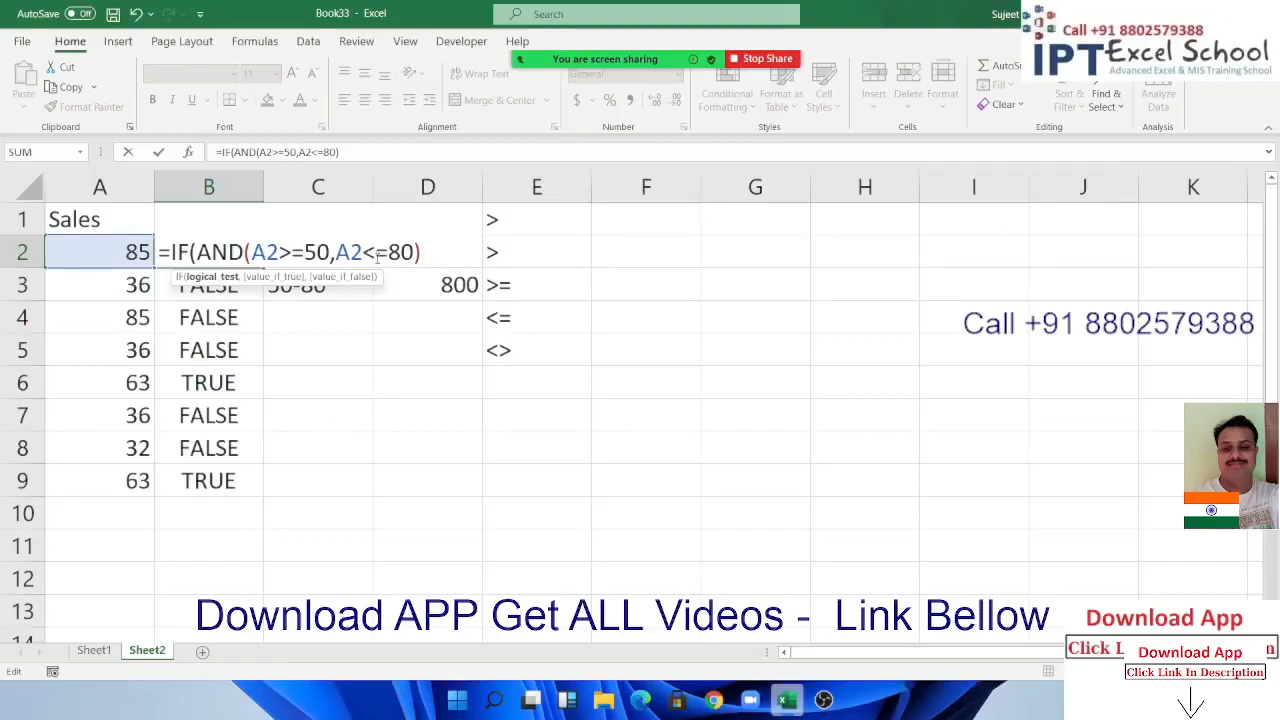 AutoSave Off
Book33 - Excel
Search
Sujeet
Call +91 8802579388
IPT Excel School
Advanced Excel & MIS Training School
File Home Insert Page Layout Formulas Data Review View Developer Help
You are screen sharing Stop Share
Paste
Cut
Copy
Format Painter
Clipboard
11
Font
Wrap Text
Merge & Center
Alignment
General
Number
Conditional Formatting
Format as Table
Cell Styles
Styles
Insert Delete Format
Cells
AutoSu
Fill
Clear
Sort & Filter
Find & Select
Editing
Analyze Data
Analysis
SUM
=IF(AND(A2>=50,A2<=80)
A B C D E F G H I J K
1 Sales >
2 85 =IF(AND(A2>=50,A2<=80) >
IF(logical_test, [value_if_true], [value_if_false])
3 36 FALSE 50-80 800 >=
4 85 FALSE <=
5 36 FALSE <>
6 63 TRUE
7 36 FALSE
8 32 FALSE
9 63 TRUE
10
11
12
13
14
Call +91 8802579388
Download APP Get ALL Videos - Link Bellow
Download App
Click L
n
Download App
Click Link In Description
Sheet1 Sheet2
Edit